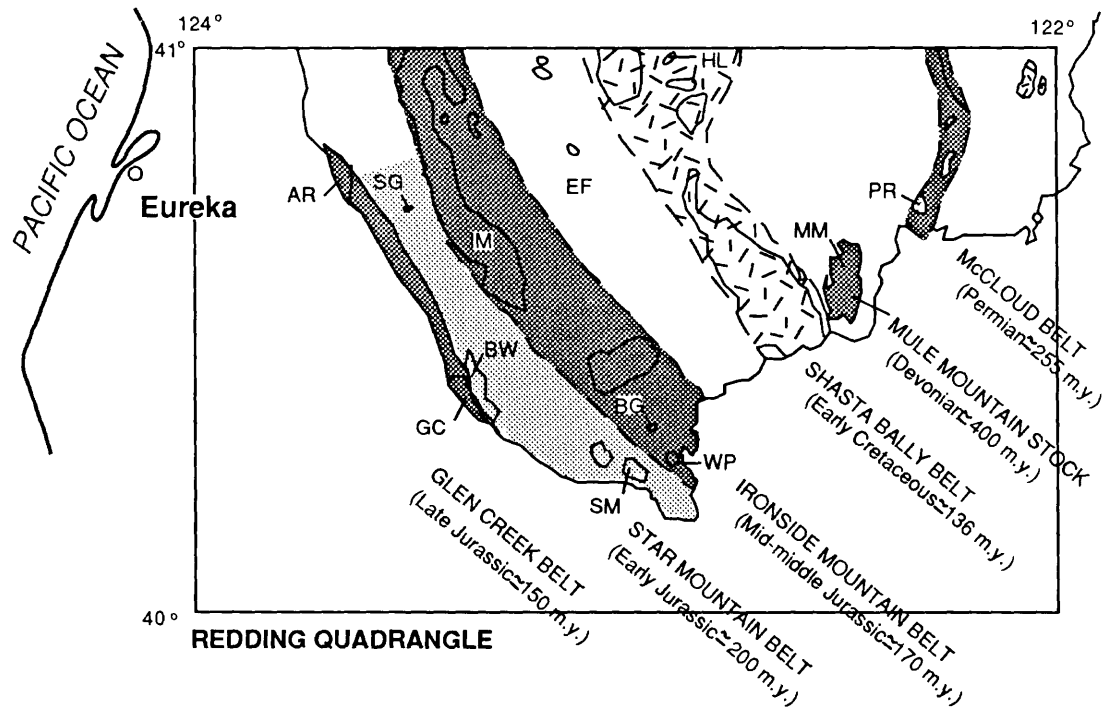 124°
122°
41°
PACIFIC OCEAN
Eureka
HL
AR
SG
EF
PR
MM
M
BW
GC
BG
WP
SM
McCLOUD BELT
(Permian≃255 m.y.)
MULE MOUNTAIN STOCK
(Devonian≃400 m.y.)
SHASTA BALLY BELT
(Early Cretaceous≃136 m.y.)
IRONSIDE MOUNTAIN BELT
(Mid-middle Jurassic≃170 m.y.)
STAR MOUNTAIN BELT
(Early Jurassic≃200 m.y.)
GLEN CREEK BELT
(Late Jurassic≃150 m.y.)
40°
REDDING QUADRANGLE